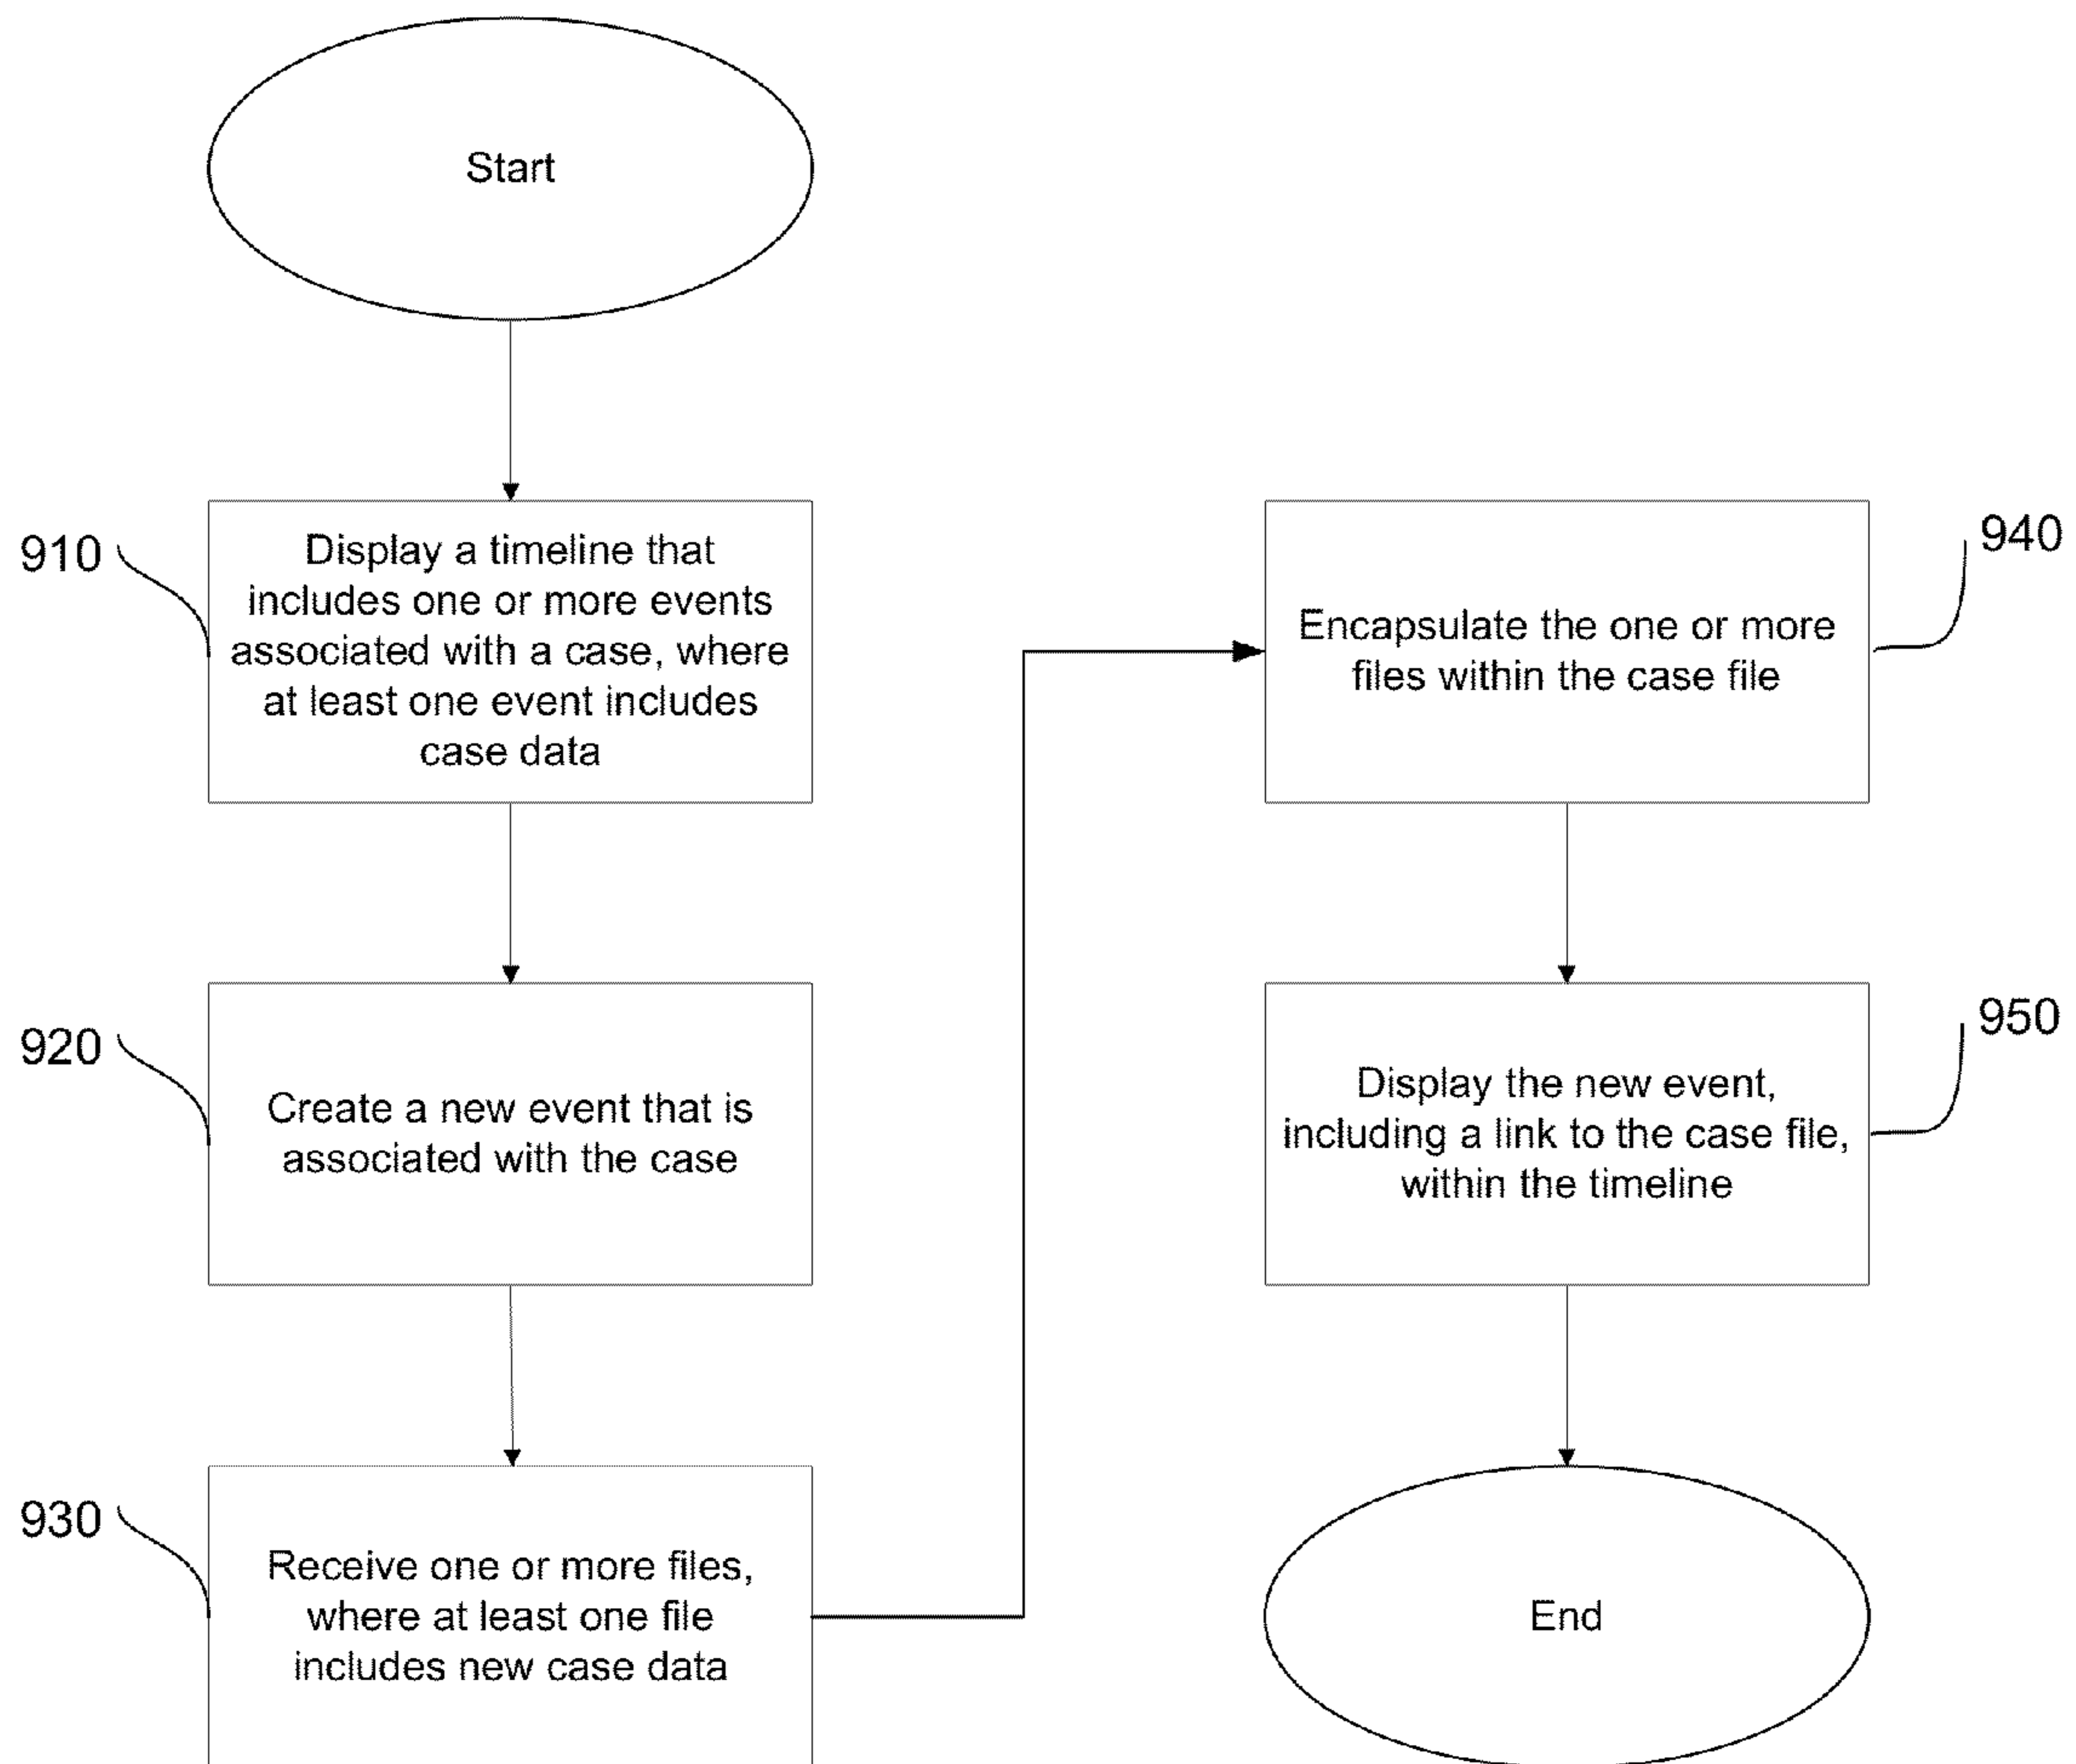 Start
910
Display a timeline that
includes one or more events
associated with a case, where
at least one event includes
case data
920
Create a new event that is
associated with the case
930
Receive one or more files,
where at least one file
includes new case data
940
Encapsulate the one or more
files within the case file
950
Display the new event,
including a link to the case file,
within the timeline
End